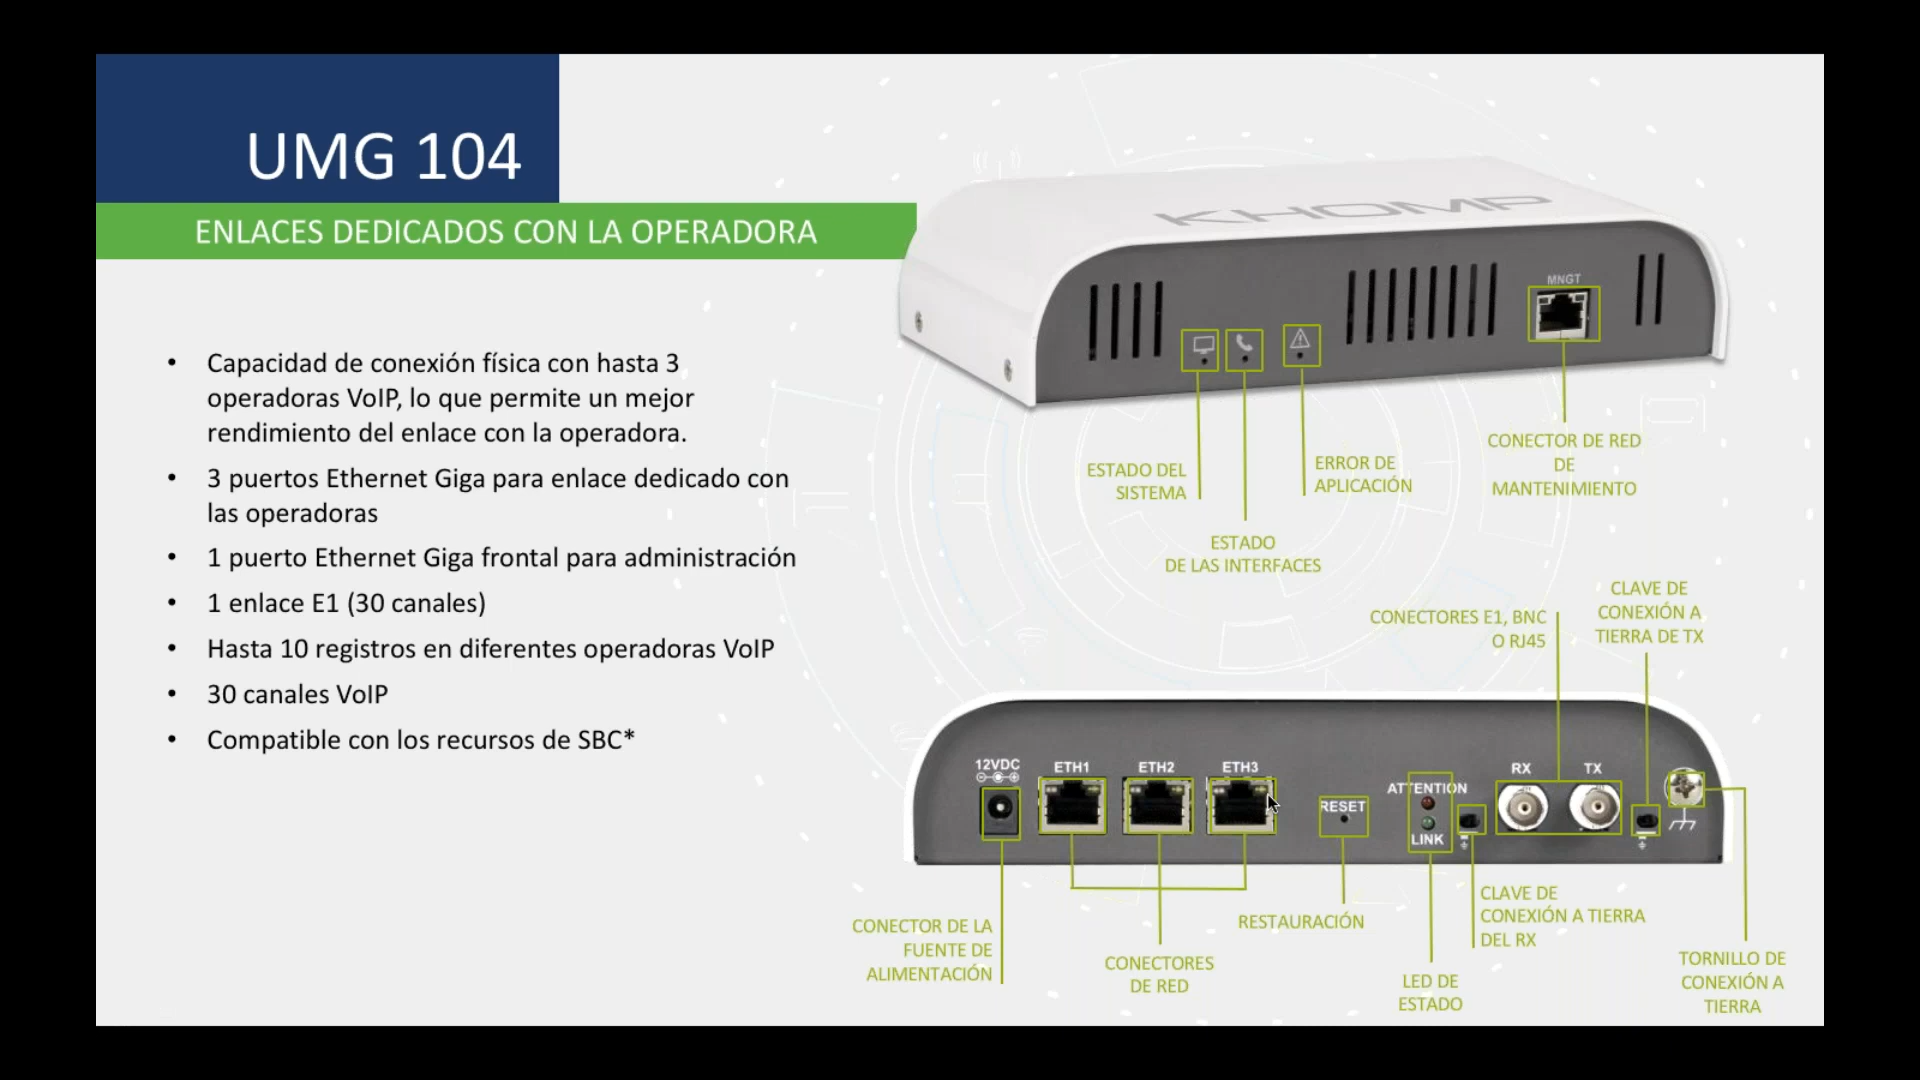 UMG 104
ENLACES DEDICADOS CON LA OPERADORA
• Capacidad de conexión física con hasta 3
operadoras VoIP, lo que permite un mejor
rendimiento del enlace con la operadora.
• 3 puertos Ethernet Giga para enlace dedicado con
las operadoras
• 1 puerto Ethernet Giga frontal para administración
• 1 enlace E1 (30 canales)
• Hasta 10 registros en diferentes operadoras VoIP
• 30 canales VoIP
• Compatible con los recursos de SBC*
KHOMP
MNGT
ESTADO DEL
SISTEMA
ESTADO
DE LAS INTERFACES
ERROR DE
APLICACIÓN
CONECTOR DE RED
DE
MANTENIMIENTO
CONECTORES E1, BNC
O RJ45
CLAVE DE
CONEXIÓN A
TIERRA DE TX
12VDC
ETH1
ETH2
ETH3
RESET
ATTENTION
LINK
RX
TX
CONECTOR DE LA
FUENTE DE
ALIMENTACIÓN
CONECTORES
DE RED
RESTAURACIÓN
LED DE
ESTADO
CLAVE DE
CONEXIÓN A TIERRA
DEL RX
TORNILLO DE
CONEXIÓN A
TIERRA